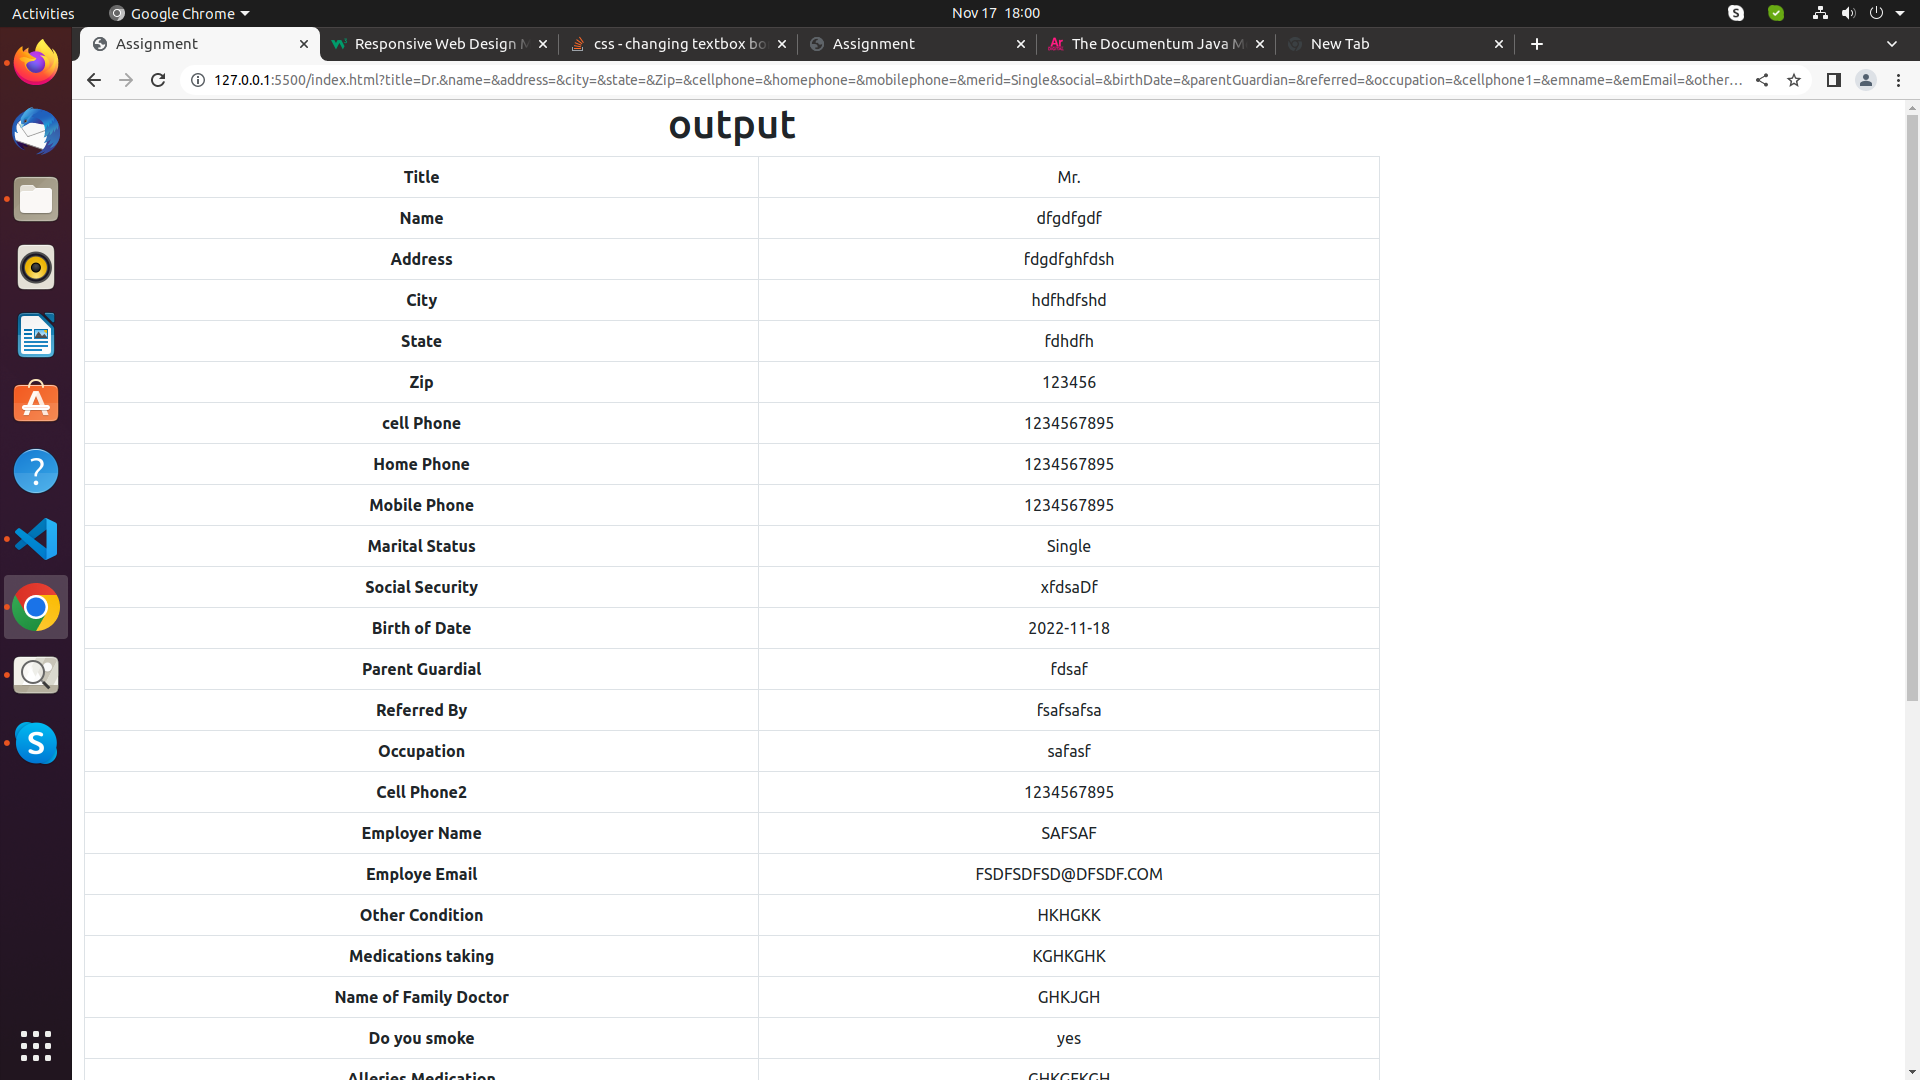 Activities
Google Chrome
Nov 17 18:00
Assignment
Responsive Web Design M
css - changing textbox bo
Assignment
The Documentum Java M
New Tab
127.0.0.1:5500/index.html?title=Dr.&name=&address=&city=&state=&Zip=&cellphone=&homephone=&mobilephone=&merid=Single&social=&birthDate=&parentGuardian=&referred=&occupation=&cellphone1=&emname=&emEmail=&other...
output
Title Mr.
Name dfgdfgdf
Address fdgdfghfdsh
City hdfhdfshd
State fdhdfh
Zip 123456
cell Phone 1234567895
Home Phone 1234567895
Mobile Phone 1234567895
Marital Status Single
Social Security xfdsaDf
Birth of Date 2022-11-18
Parent Guardial fdsaf
Referred By fsafsafsa
Occupation safasf
Cell Phone2 1234567895
Employer Name SAFSAF
Employe Email FSDFSDFSD@DFSDF.COM
Other Condition HKHGKK
Medications taking KGHKGHK
Name of Family Doctor GHKJGH
Do you smoke yes
Alleries Medication GHKGFKGH